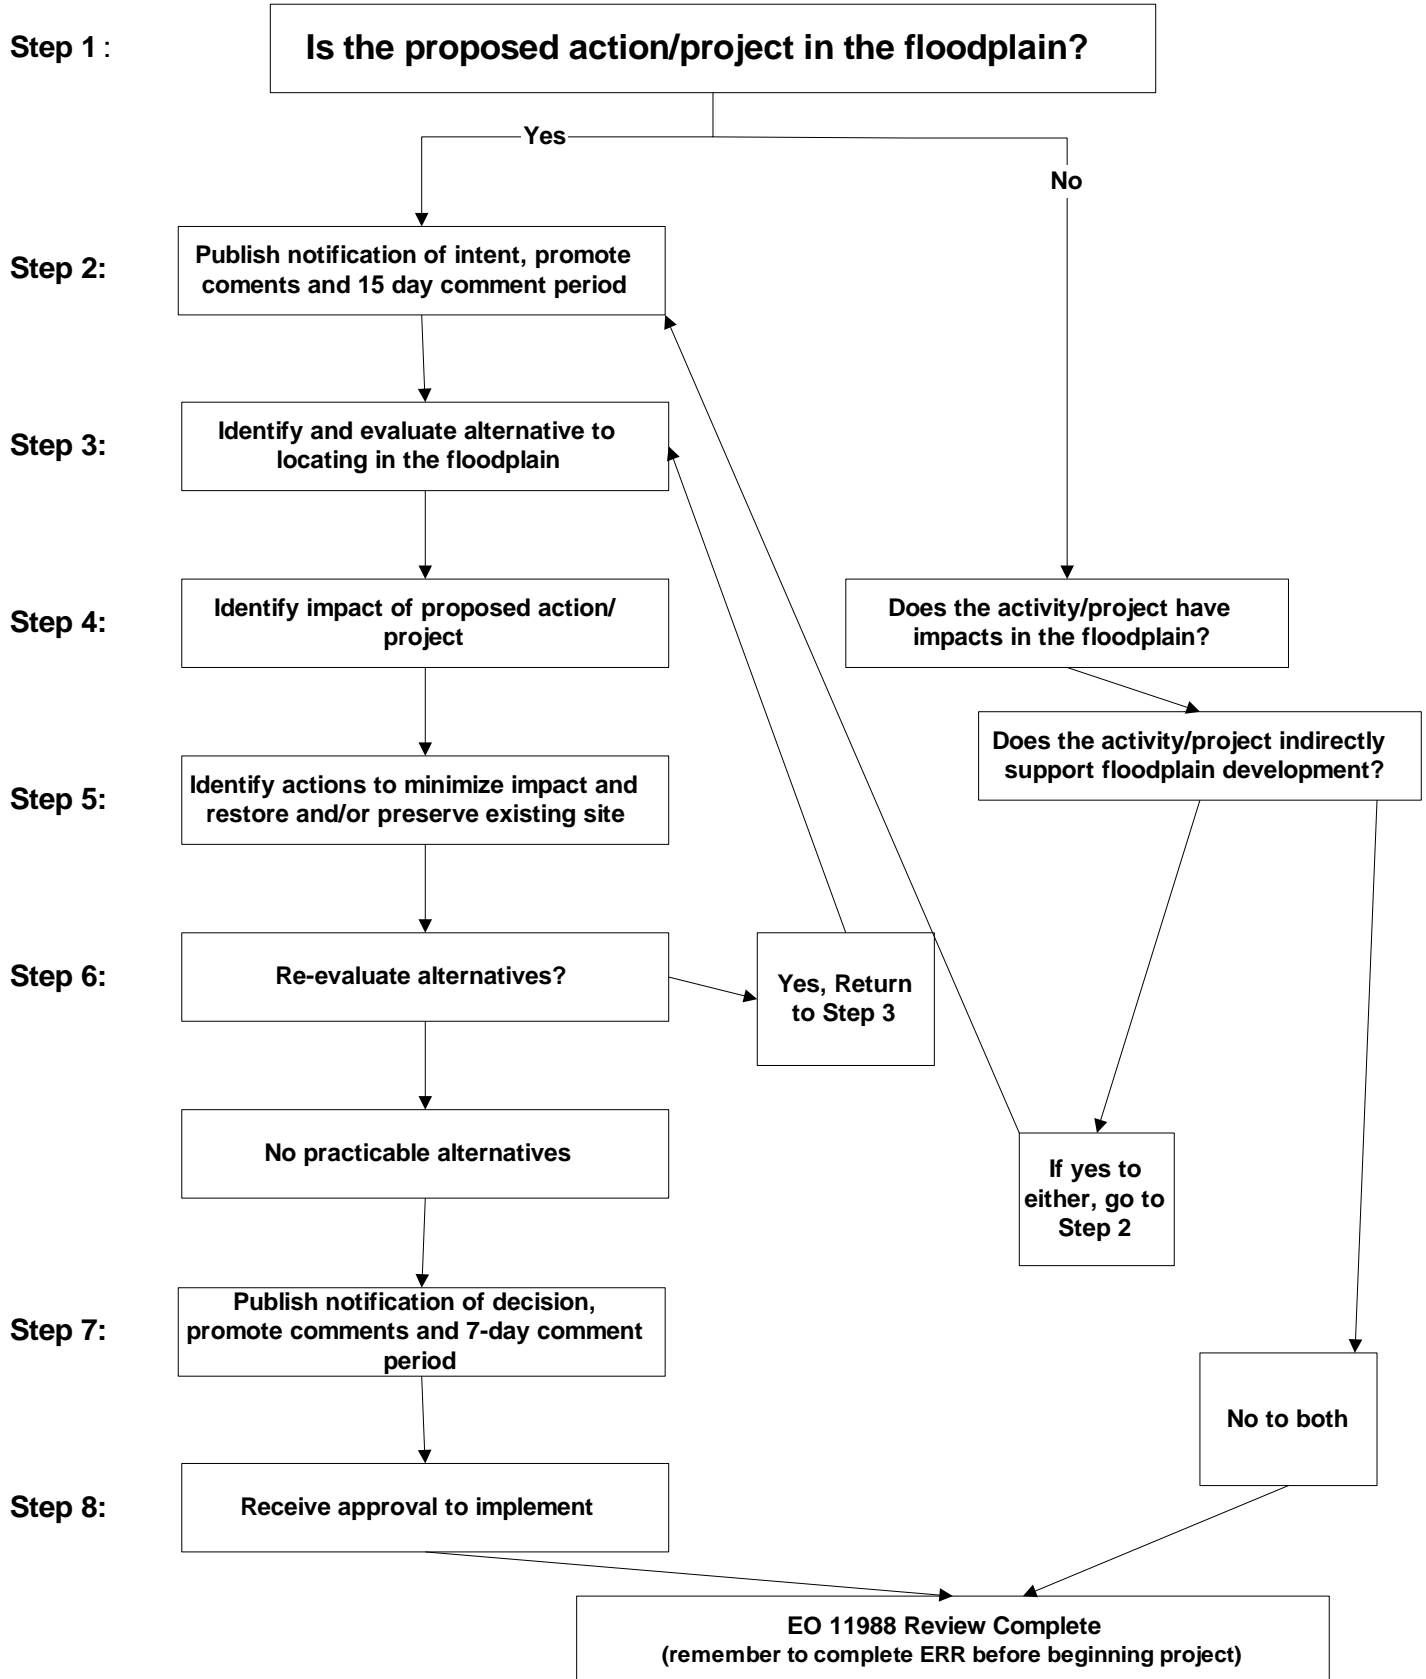 Step 1 :
Is the proposed action/project in the floodplain?
Yes
No
Step 2:
Publish notification of intent, promote
coments and 15 day comment period
Step 3:
Identify and evaluate alternative to
locating in the floodplain
Step 4:
Identify impact of proposed action/
project
Does the activity/project have
impacts in the floodplain?
Does the activity/project indirectly
support floodplain development?
Step 5:
Identify actions to minimize impact and
restore and/or preserve existing site
Step 6:
Re-evaluate alternatives?
Yes, Return
to Step 3
No practicable alternatives
If yes to
either, go to
Step 2
Step 7:
Publish notification of decision,
promote comments and 7-day comment
period
No to both
Step 8:
Receive approval to implement
EO 11988 Review Complete
(remember to complete ERR before beginning project)